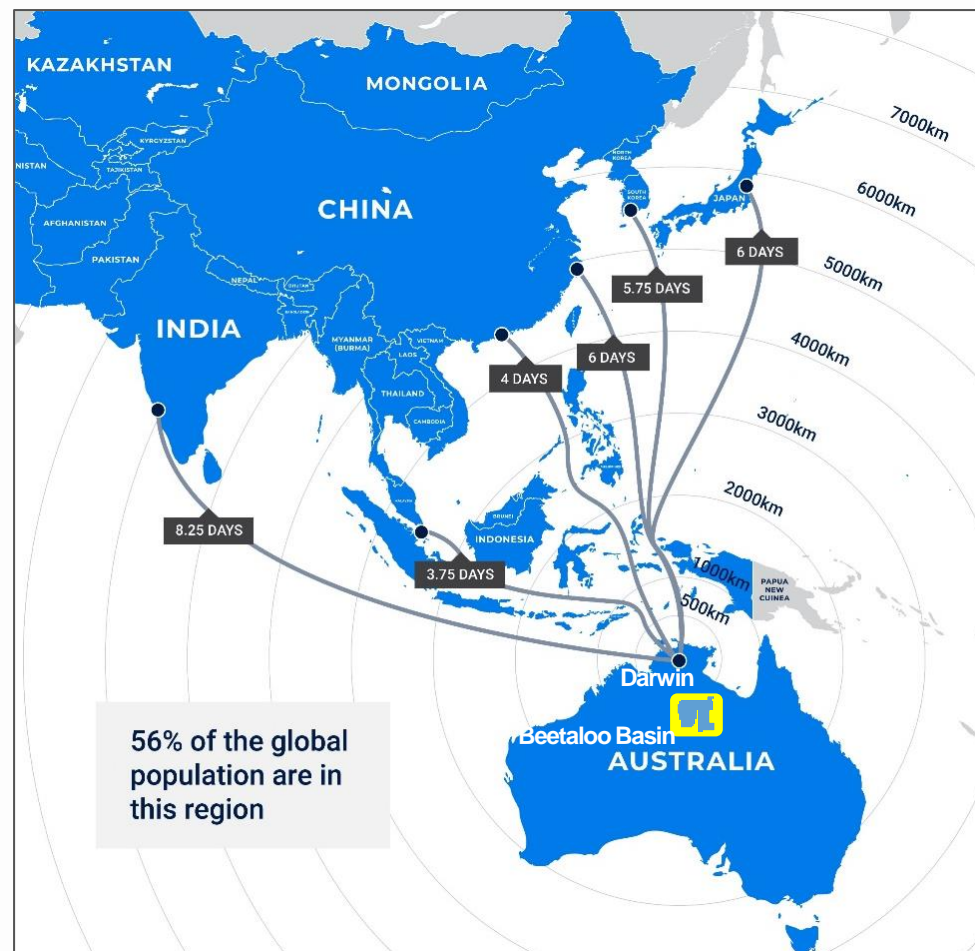 KAZAKHSTAN
MONGOLIA
KYRGYZSTAN
TAJIKISTAN
NISTAN
AFGHANISTAN
PAKISTAN
CHINA
NORTH
KOREA
SOUTH
KOREA
JAPAN
7000km
6000km
5000km
4000km
3000km
2000km
1000km
500km
6 DAYS
5.75 DAYS
6 DAYS
4 DAYS
NEPAL
BHUTAN
INDIA
MYANMAR
(BURMA)
VIETNAM
LAOS
THAILAND
CAMBODIA
8.25 DAYS
BRUNEI
INDONESIA
3.75 DAYS
PAPUA
NEW
GUINEA
Darwin
Beetaloo Basin
AUSTRALIA
56% of the global
population are in
this region